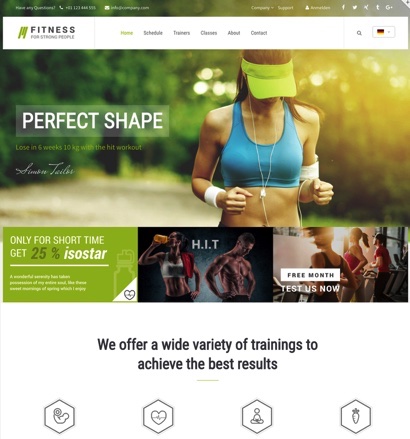 Have any Questions? +01 123 444 555 info@company.com Company Support Anmelden
FITNESS
FOR STRONG PEOPLE
Home Schedule Trainers Classes About Contact
PERFECT SHAPE
Lose in 6 weeks 10 kg with the hit workout
ONLY FOR SHORT TIME
GET 25 % isostar
A wonderful serenity has taken
possession of my entire soul, like these
sweet mornings of spring which I enjoy
H.I.T
FREE MONTH
TEST US NOW
We offer a wide variety of trainings to
achieve the best results